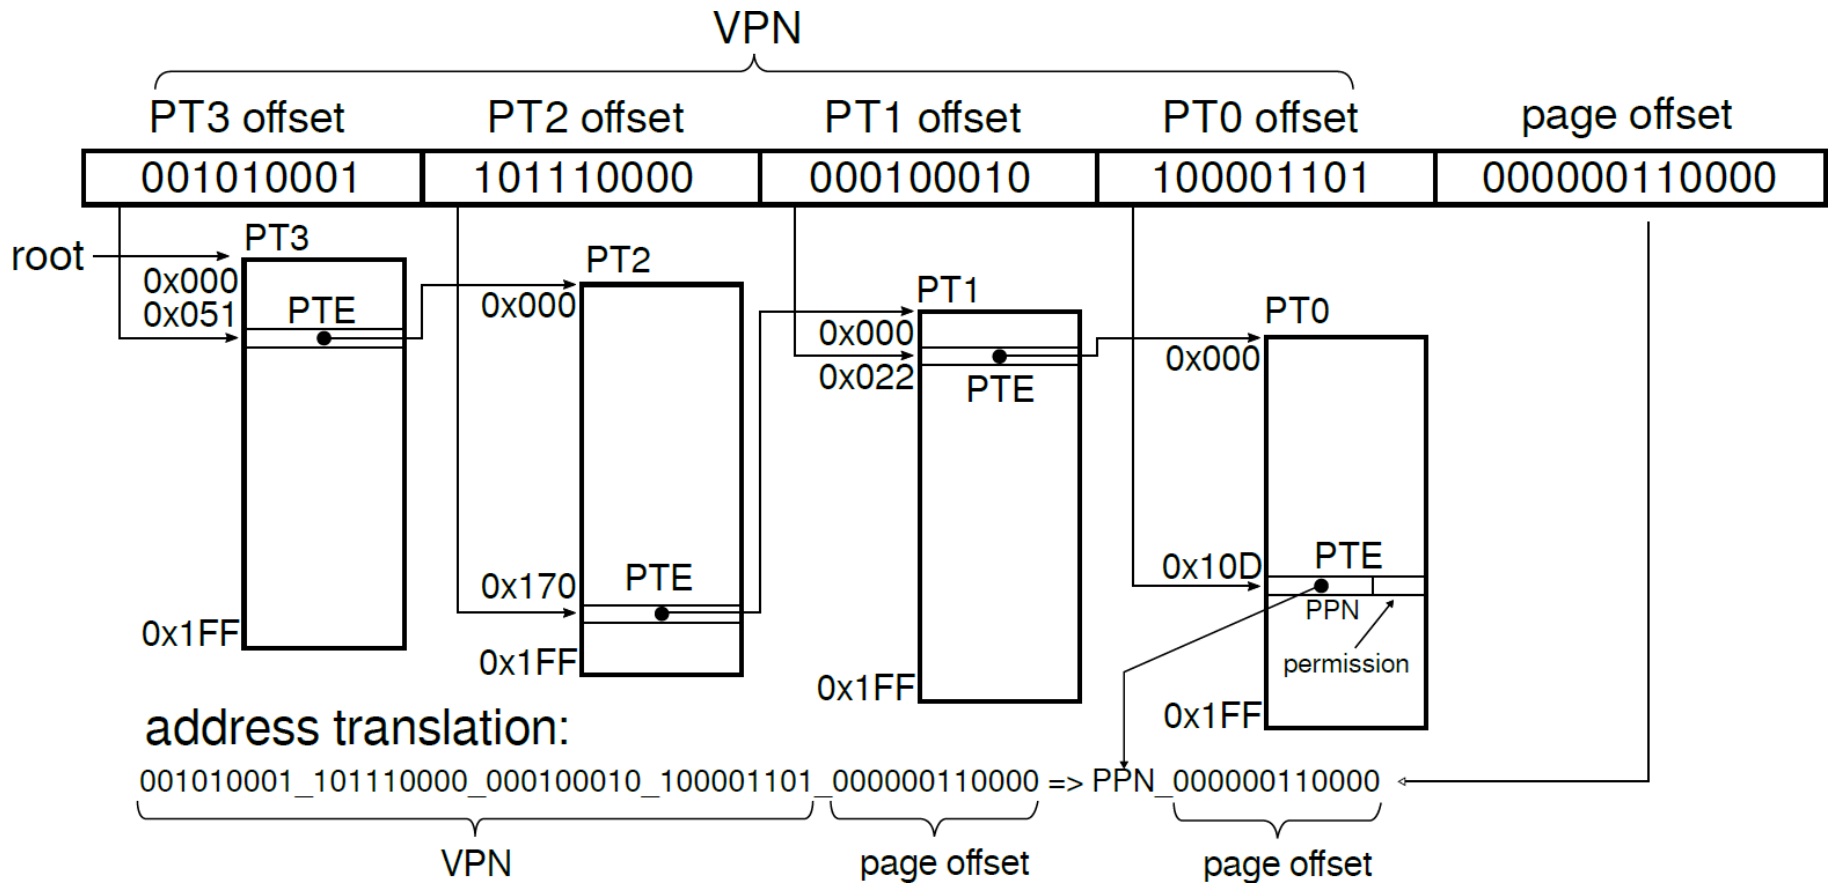 VPN
PT3 offset PT2 offset PT1 offset PT0 offset page offset
001010001 101110000 000100010 100001101 000000110000
root
PT3
0x000
0x051
PTE
0x1FF
PT2
0x000
0x170
PTE
0x1FF
PT1
0x000
0x022
PTE
0x1FF
PT0
0x000
0x10D
PTE
PPN
permission
0x1FF
address translation:
001010001_101110000_000100010_100001101_000000110000 => PPN_000000110000
VPN page offset page offset